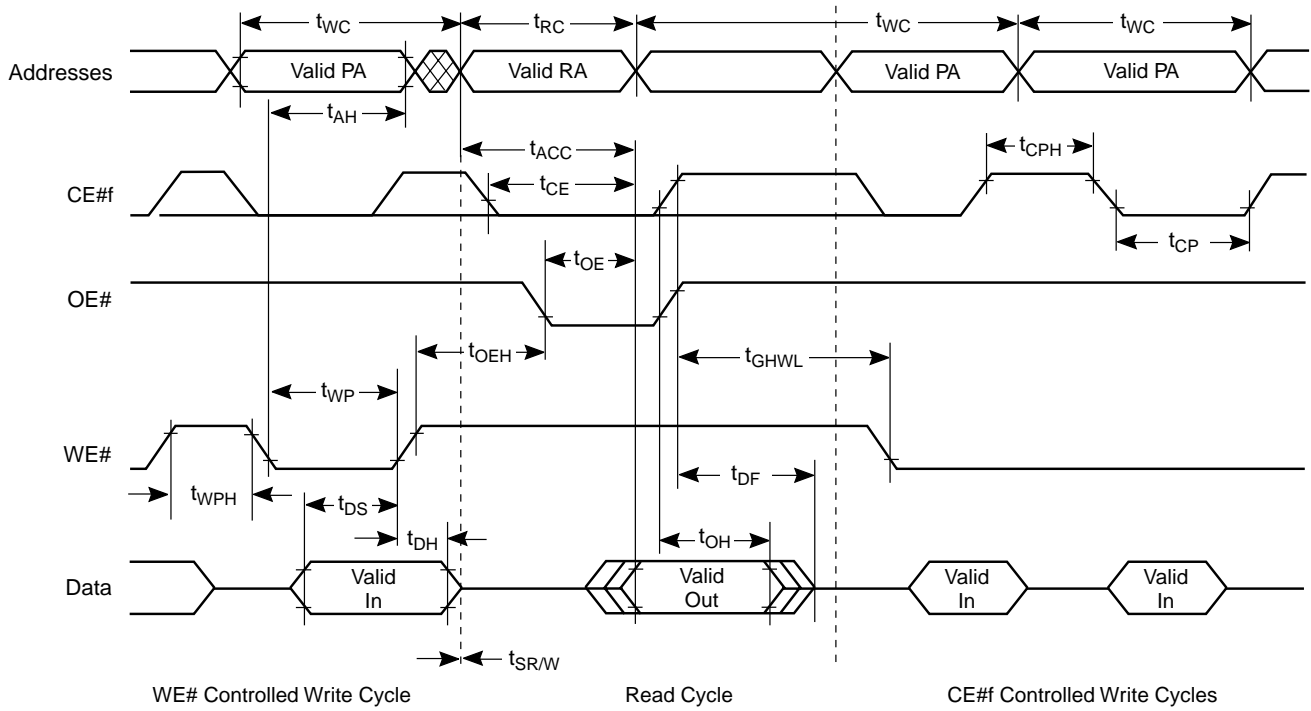 tWC tRC tWC tWC
Addresses Valid PA Valid RA Valid PA Valid PA
tAH
tACC tCPH
CE#f tCE
tCP
tOE
OE#
tOEH tGHWL
tWP
WE#
tWPH tDS tDF
tDH tOH
Data Valid In Valid Out Valid In Valid In
tSR/W
WE# Controlled Write Cycle Read Cycle CE#f Controlled Write Cycles